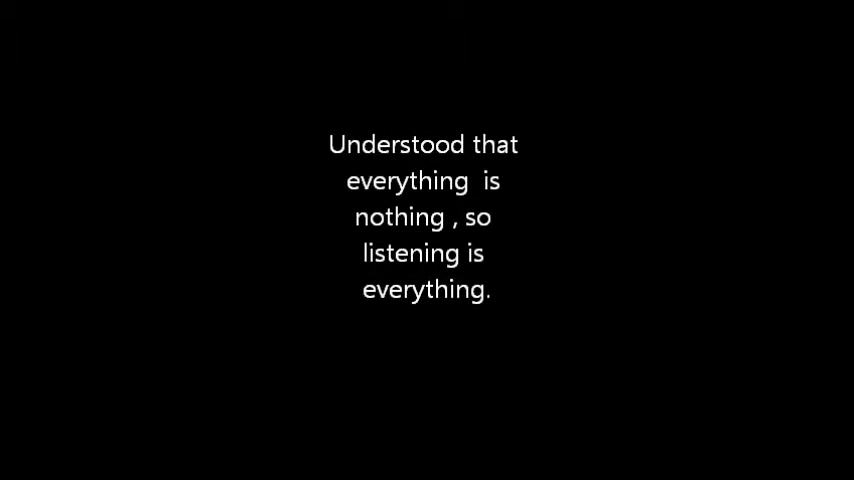 Understood that
everything  is
nothing , so
listening is
everything.